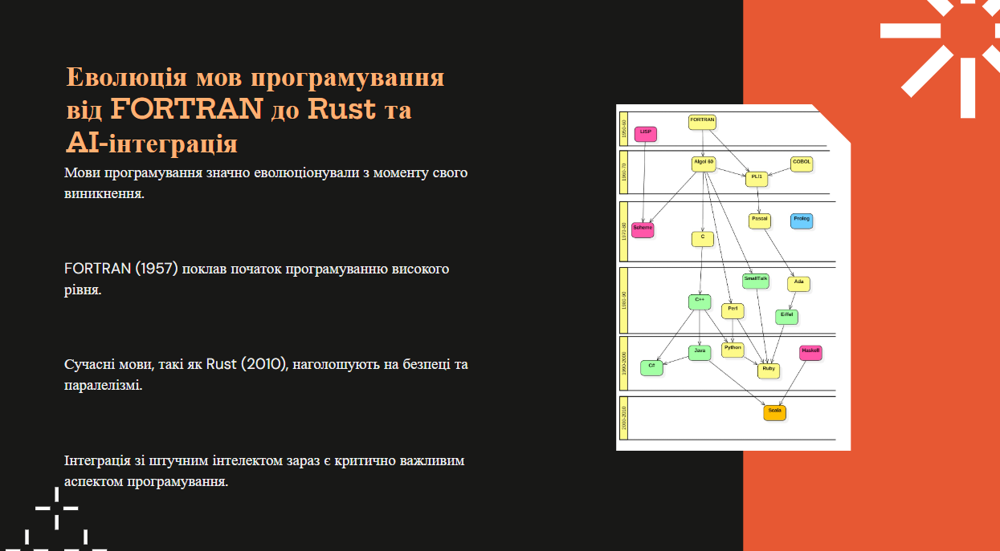 Еволюція мов програмування
від FORTRAN до Rust та
AI-інтеграція
Мови програмування значно еволюціонували з моменту свого
виникнення.
FORTRAN (1957) поклав початок програмуванню високого
рівня.
Сучасні мови, такі як Rust (2010), наголошують на безпеці та
паралелізмі.
Інтеграція зі штучним інтелектом зараз є критично важливим
аспектом програмування.
1950-60
LISP
FORTRAN
1960-70
Algol 60
PL/1
COBOL
1970-80
Scheme
C
Pascal
Prolog
1980-90
C++
Perl
SmallTalk
Ada
Eiffel
1990-2000
C#
Java
Python
Ruby
Haskell
2000-2010
Scala